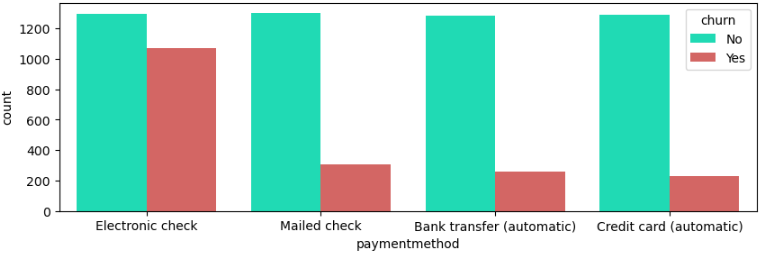 churn
No
Yes
1200
1000
800
600
400
200
0
count
Electronic check
Mailed check
Bank transfer (automatic)
Credit card (automatic)
paymentmethod